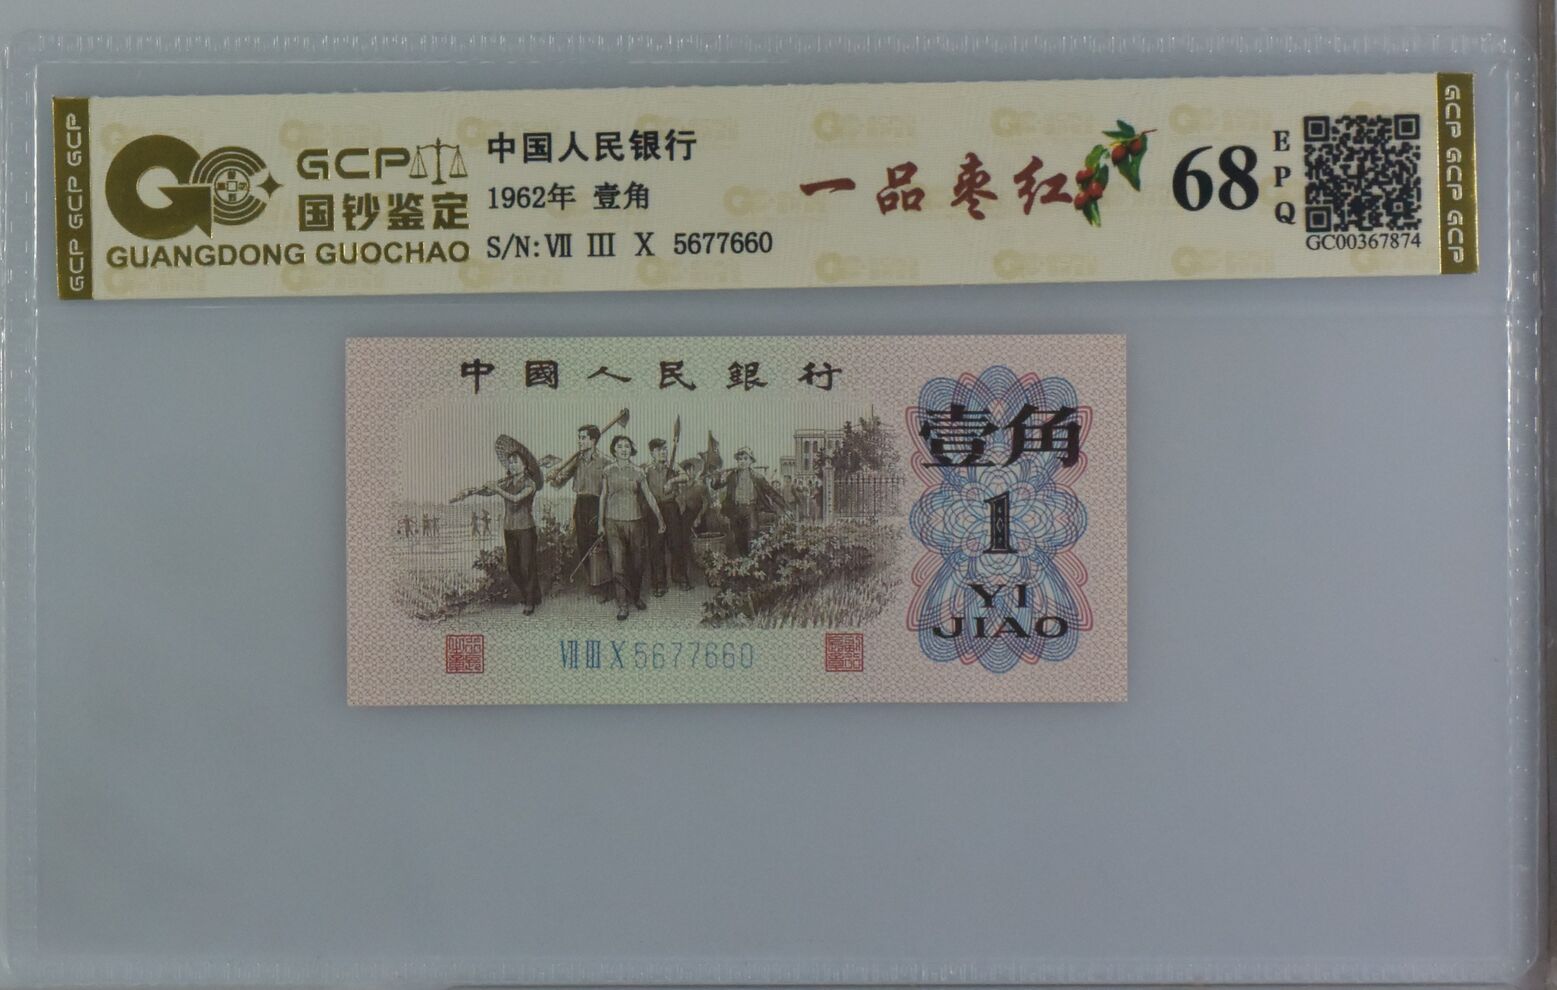 GCP GCP GCP
GCP
国钞鉴定
GUANGDONG GUOCHAO
中国人民银行
1962年 壹角
S/N: Ⅶ Ⅲ Ⅹ 5677660
一品枣红
68
EPQ
GC00367874
GCP GCP GCP
中國人民銀行
壹角
1
YI
JIAO
Ⅶ Ⅲ Ⅹ 5677660